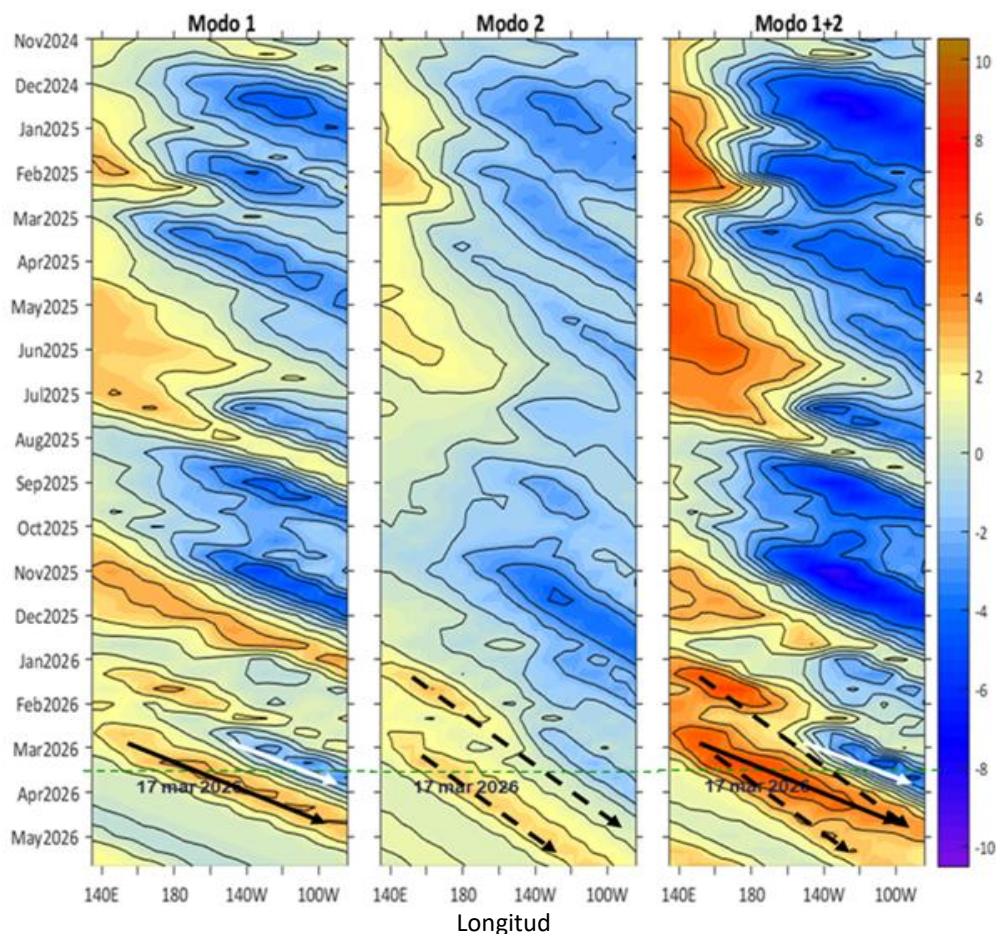 Modo 1
Modo 2
Modo 1+2
Nov2024
Dec2024
Jan2025
Feb2025
Mar2025
Apr2025
May2025
Jun2025
Jul2025
Aug2025
Sep2025
Oct2025
Nov2025
Dec2025
Jan2026
Feb2026
Mar2026
Apr2026
May2026
17 mar 2026
17 mar 2026
17 mar 2026
10
8
6
4
2
0
-2
-4
-6
-8
-10
140E 180 140W 100W
140E 180 140W 100W
140E 180 140W 100W
Longitud